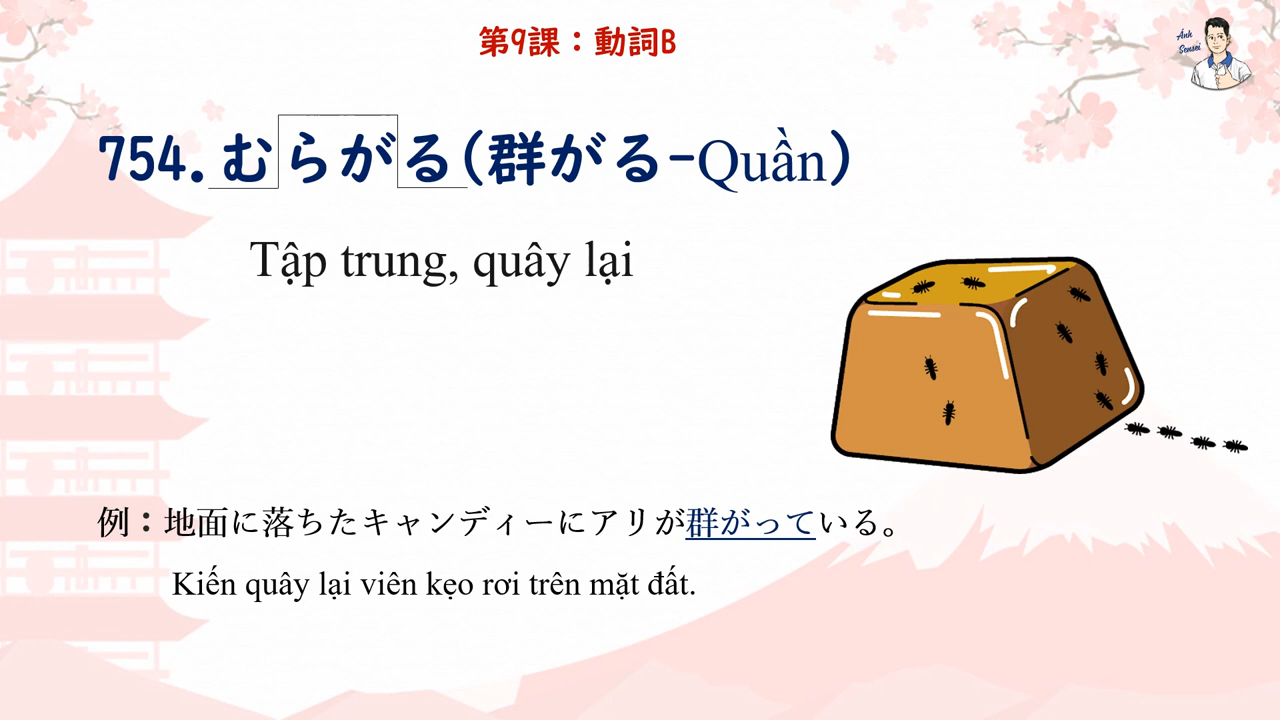 第9課：動詞B
Ánh
Sensei
754.むらがる(群がる-Quần)
Tập trung, quây lại
例：地面に落ちたキャンディーにアリが群がっている。
Kiến quây lại viên kẹo rơi trên mặt đất.